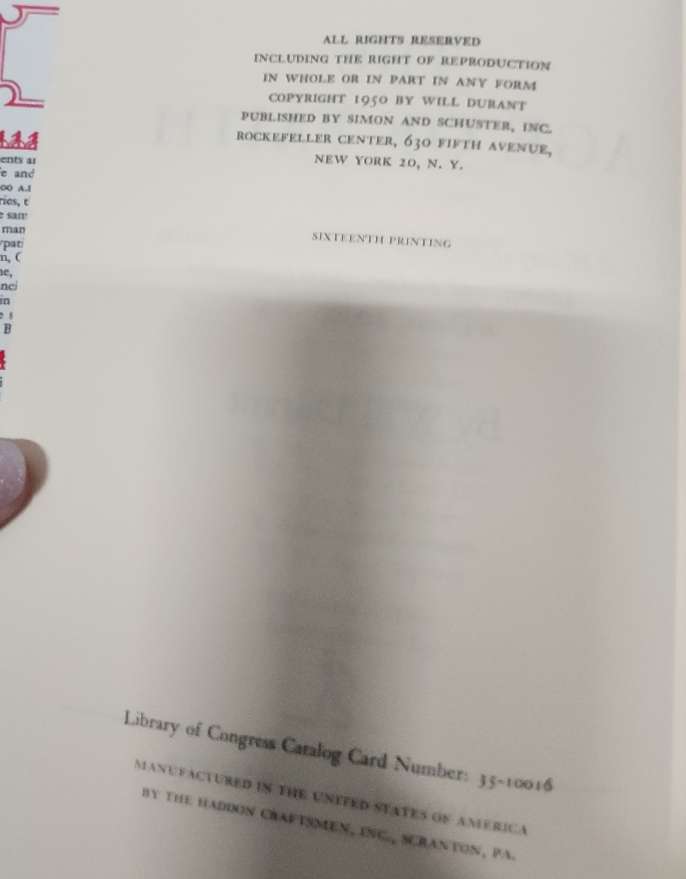 ALL RIGHTS RESERVED
INCLUDING THE RIGHT OF REPRODUCTION
IN WHOLE OR IN PART IN ANY FORM
COPYRIGHT 1950 BY WILL DURANT
PUBLISHED BY SIMON AND SCHUSTER, INC.
ROCKEFELLER CENTER, 630 FIFTH AVENUE,
NEW YORK 20, N. Y.
SIXTEENTH PRINTING
Library of Congress Catalog Card Number: 35-10016
MANUFACTURED IN THE UNITED STATES OF AMERICA
BY THE HADDON CRAFTSMEN, INC., SCRANTON, PA.